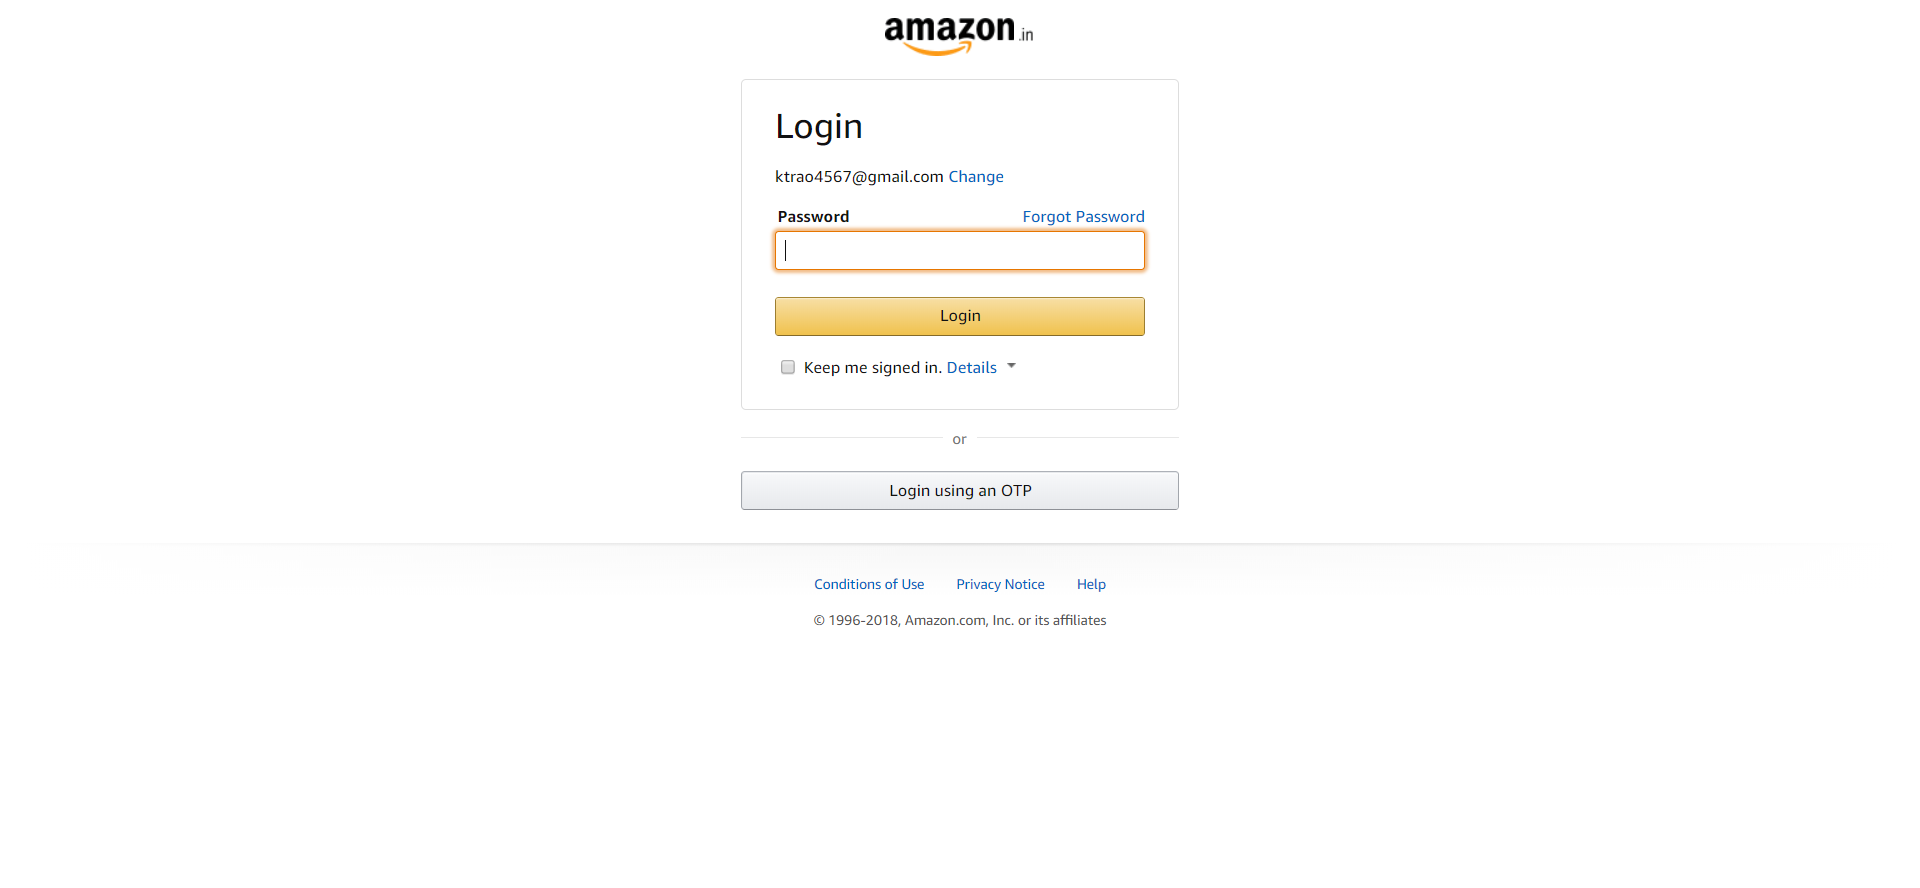 amazon.in
Login
ktrao4567@gmail.com Change
Password Forgot Password
Login
Keep me signed in. Details
or
Login using an OTP
Conditions of Use Privacy Notice Help
© 1996-2018, Amazon.com, Inc. or its affiliates